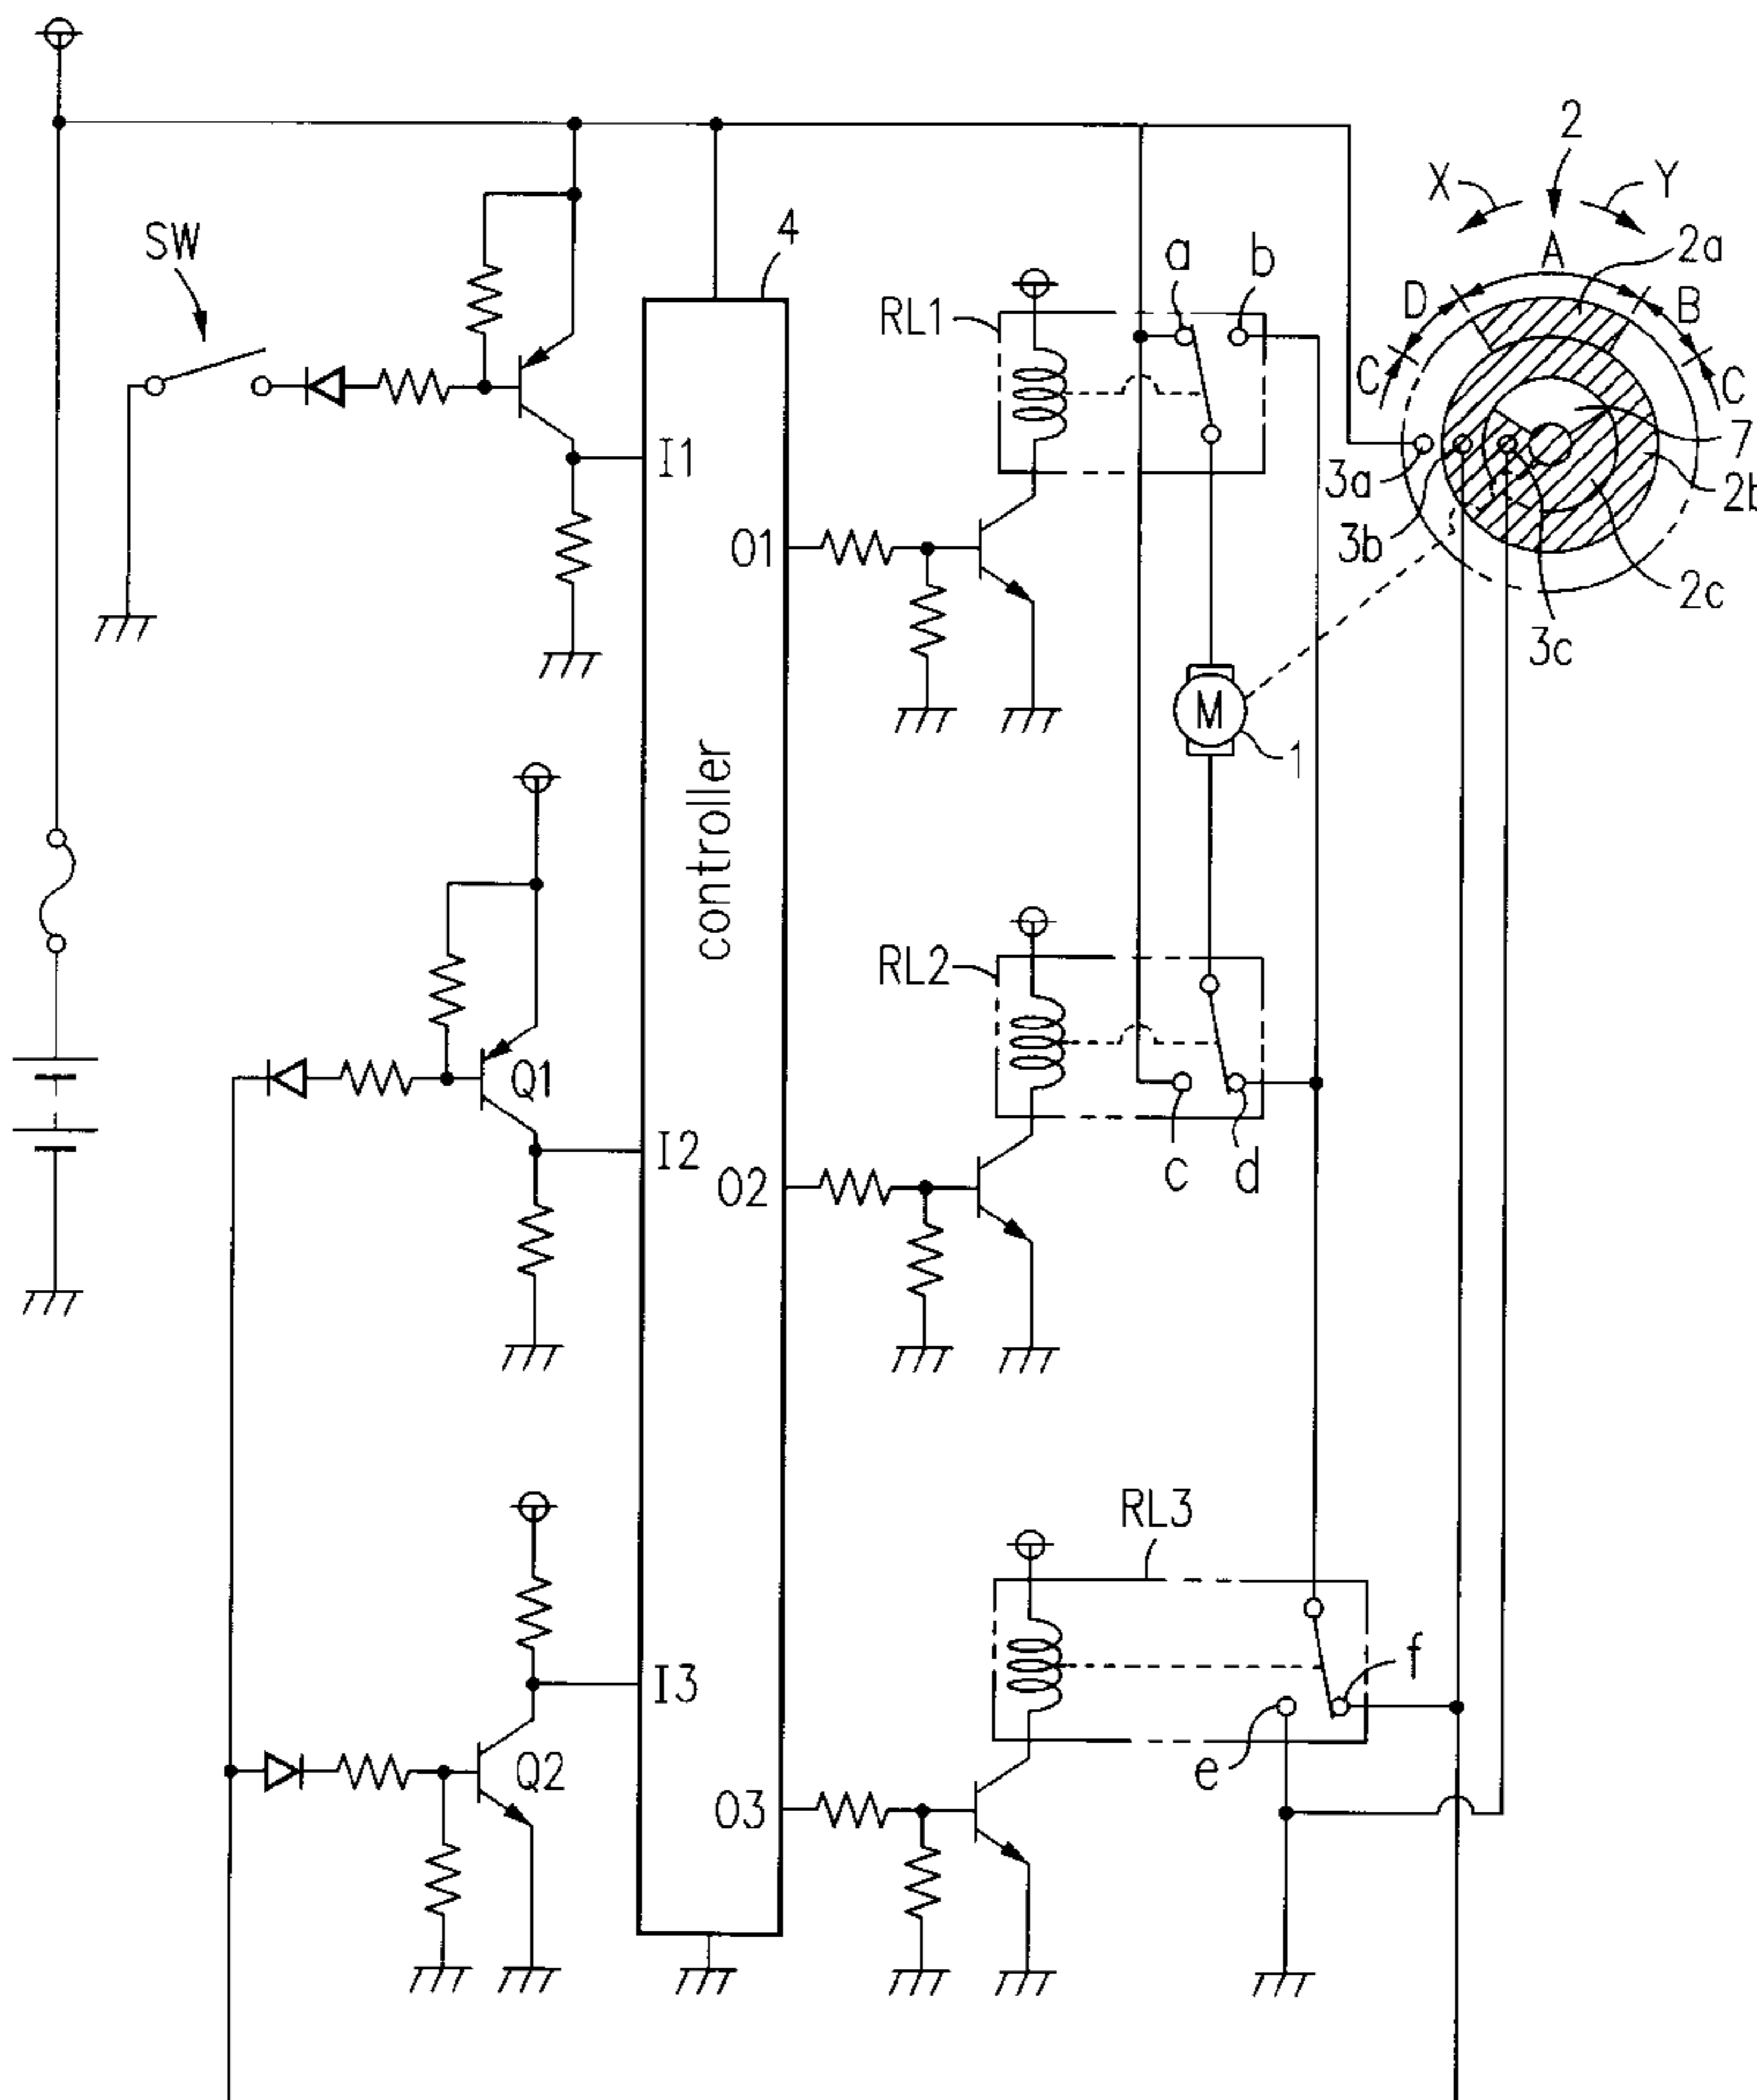 2
X
Y
SW
4
a
b
A
2a
RL1
D
B
C
C
7
I1
3a
2b
O1
3b
2c
3c
M
1
controller
RL2
Q1
I2
O2
c
d
RL3
I3
f
Q2
e
O3